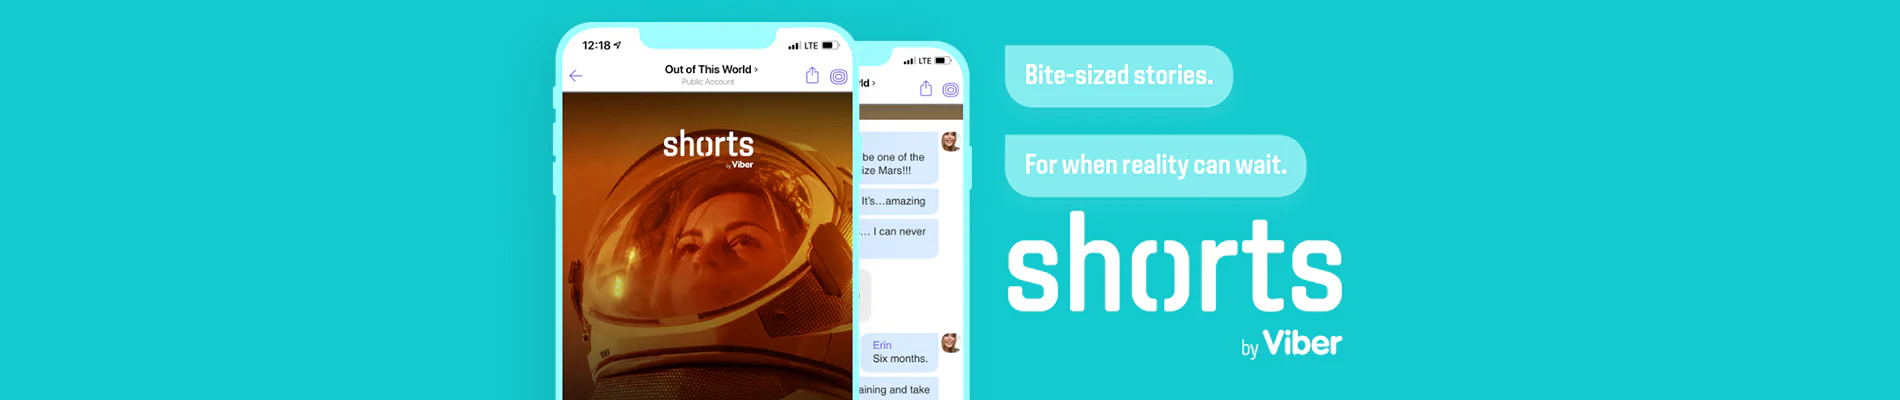 12:18
LTE
Out of This World ›
Public Account
shorts
by Viber
LTE
rld ›
be one of the
ize Mars!!!
It's...amazing
... I can never
Erin
Six months.
aining and take
Bite-sized stories.
For when reality can wait.
shorts
by Viber